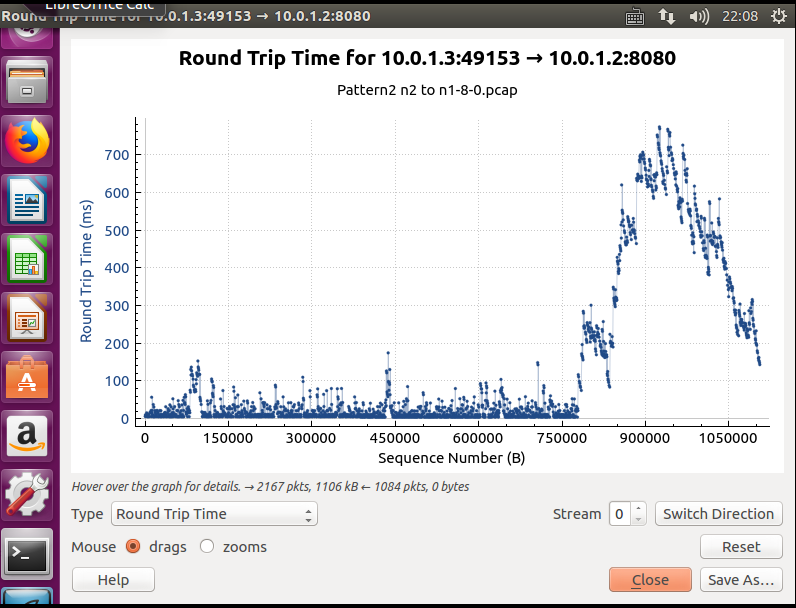 LibreOffice Calc
Round Trip Time for 10.0.1.3:49153 → 10.0.1.2:8080
22:08
Round Trip Time for 10.0.1.3:49153 → 10.0.1.2:8080
Pattern2 n2 to n1-8-0.pcap
Round Trip Time (ms)
700
600
500
400
300
200
100
0
0 150000 300000 450000 600000 750000 900000 1050000
Sequence Number (B)
Hover over the graph for details. → 2167 pkts, 1106 kB ← 1084 pkts, 0 bytes
Type Round Trip Time Stream 0 Switch Direction
Mouse drags zooms Reset
Help Close Save As…